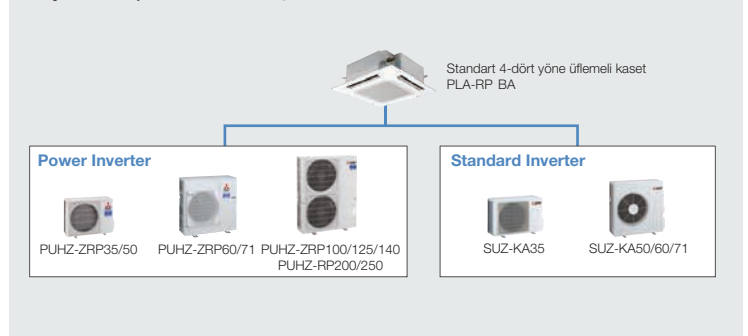 Standart 4-dört yöne üflemeli kaset
PLA-RP BA
Power Inverter
PUHZ-ZRP35/50
PUHZ-ZRP60/71
PUHZ-ZRP100/125/140
PUHZ-RP200/250
Standard Inverter
SUZ-KA35
SUZ-KA50/60/71